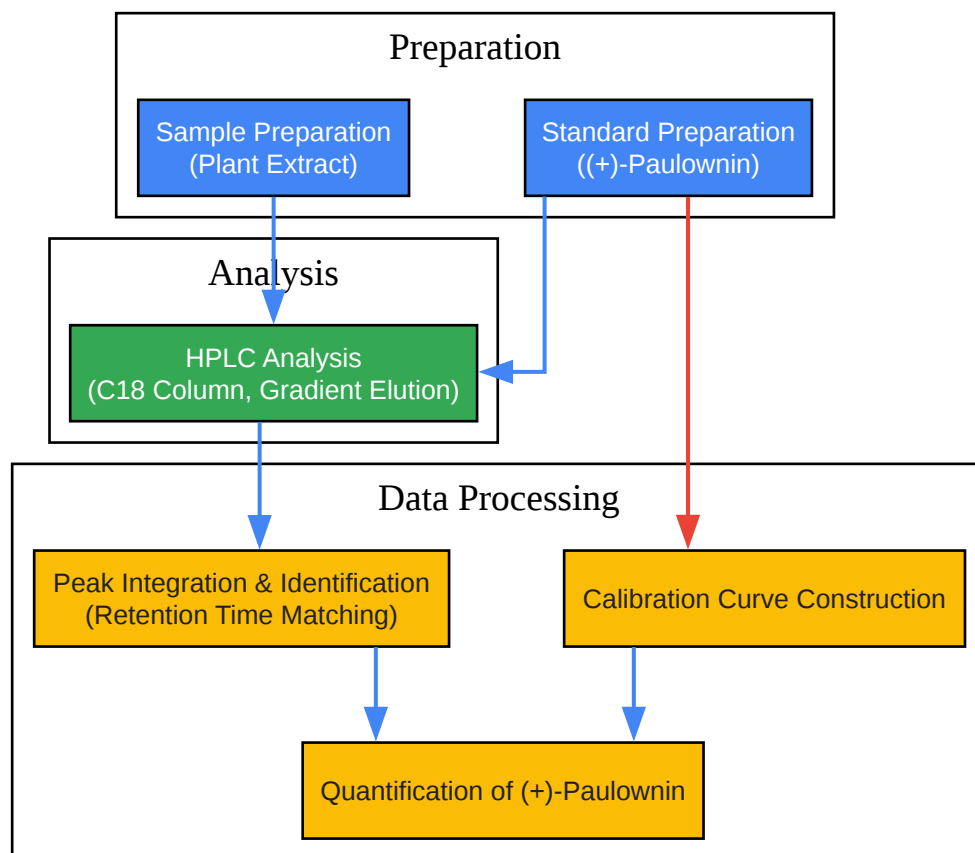 Preparation
Sample Preparation
(Plant Extract)
Standard Preparation
((+)-Paulownin)
Analysis
HPLC Analysis
(C18 Column, Gradient Elution)
Data Processing
Peak Integration & Identification
(Retention Time Matching)
Calibration Curve Construction
Quantification of (+)-Paulownin